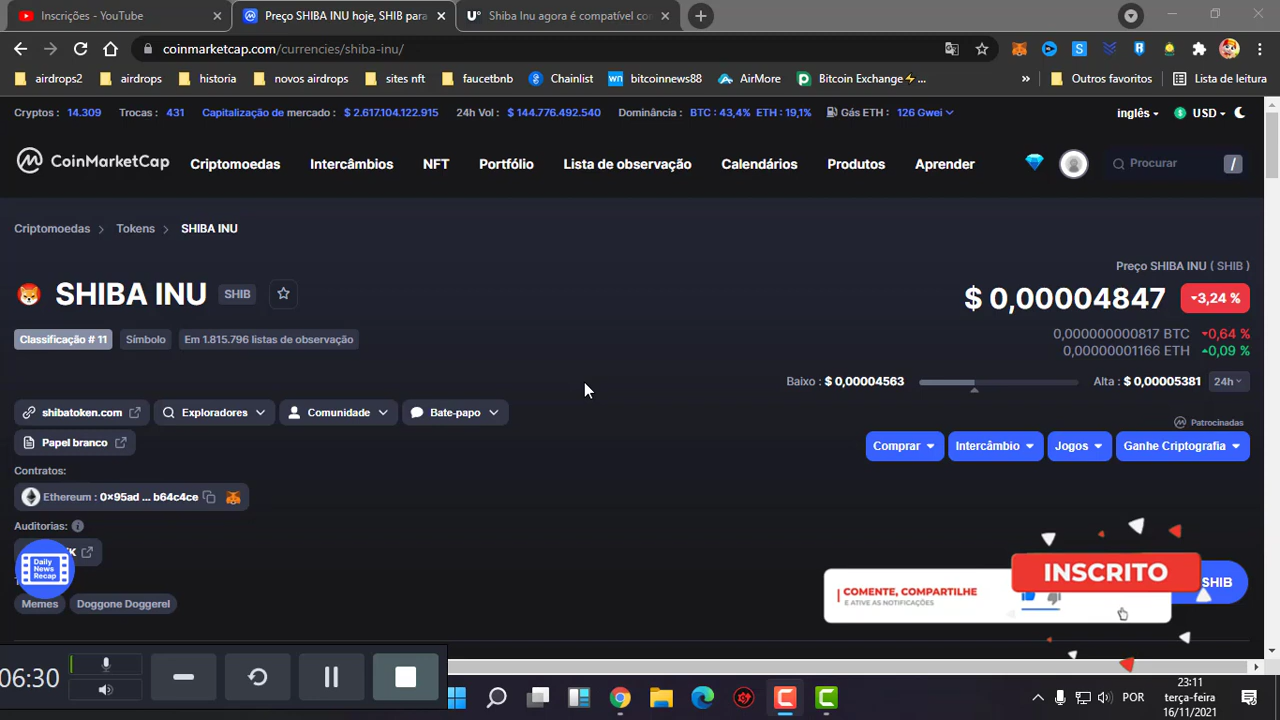 Inscrições - YouTube
Preço SHIBA INU hoje, SHIB para
Shiba Inu agora é compatível co
coinmarketcap.com/currencies/shiba-inu/
airdrops2 airdrops historia novos airdrops sites nft faucetbnb Chainlist bitcoinnews88 AirMore Bitcoin Exchange⚡... » Outros favoritos Lista de leitura
Cryptos : 14.309 Trocas : 431 Capitalização de mercado : $ 2.617.104.122.915 24h Vol : $ 144.776.492.540 Dominância : BTC : 43,4% ETH : 19,1% Gás ETH : 126 Gwei inglês USD
CoinMarketCap Criptomoedas Intercâmbios NFT Portfólio Lista de observação Calendários Produtos Aprender Procurar /
Criptomoedas > Tokens > SHIBA INU
Preço SHIBA INU ( SHIB )
SHIBA INU SHIB
$ 0,00004847 3,24 %
0,000000000817 BTC 0,64 %
Classificação # 11 Símbolo Em 1.815.796 listas de observação
0,00000001166 ETH 0,09 %
Baixo : $ 0,00004563 Alta : $ 0,00005381 24h
shibatoken.com Exploradores Comunidade Bate-papo
Patrocinadas
Papel branco
Comprar Intercâmbio Jogos Ganhe Criptografia
Contratos:
Ethereum : 0x95ad ... b64c4ce
Auditorias:
Daily
News
Recap
INSCRITO
SHIB
COMENTE, COMPARTILHE
E ATIVE AS NOTIFICAÇÕES
Memes Doggone Doggerel
06:30
POR
23:11
terça-feira
16/11/2021